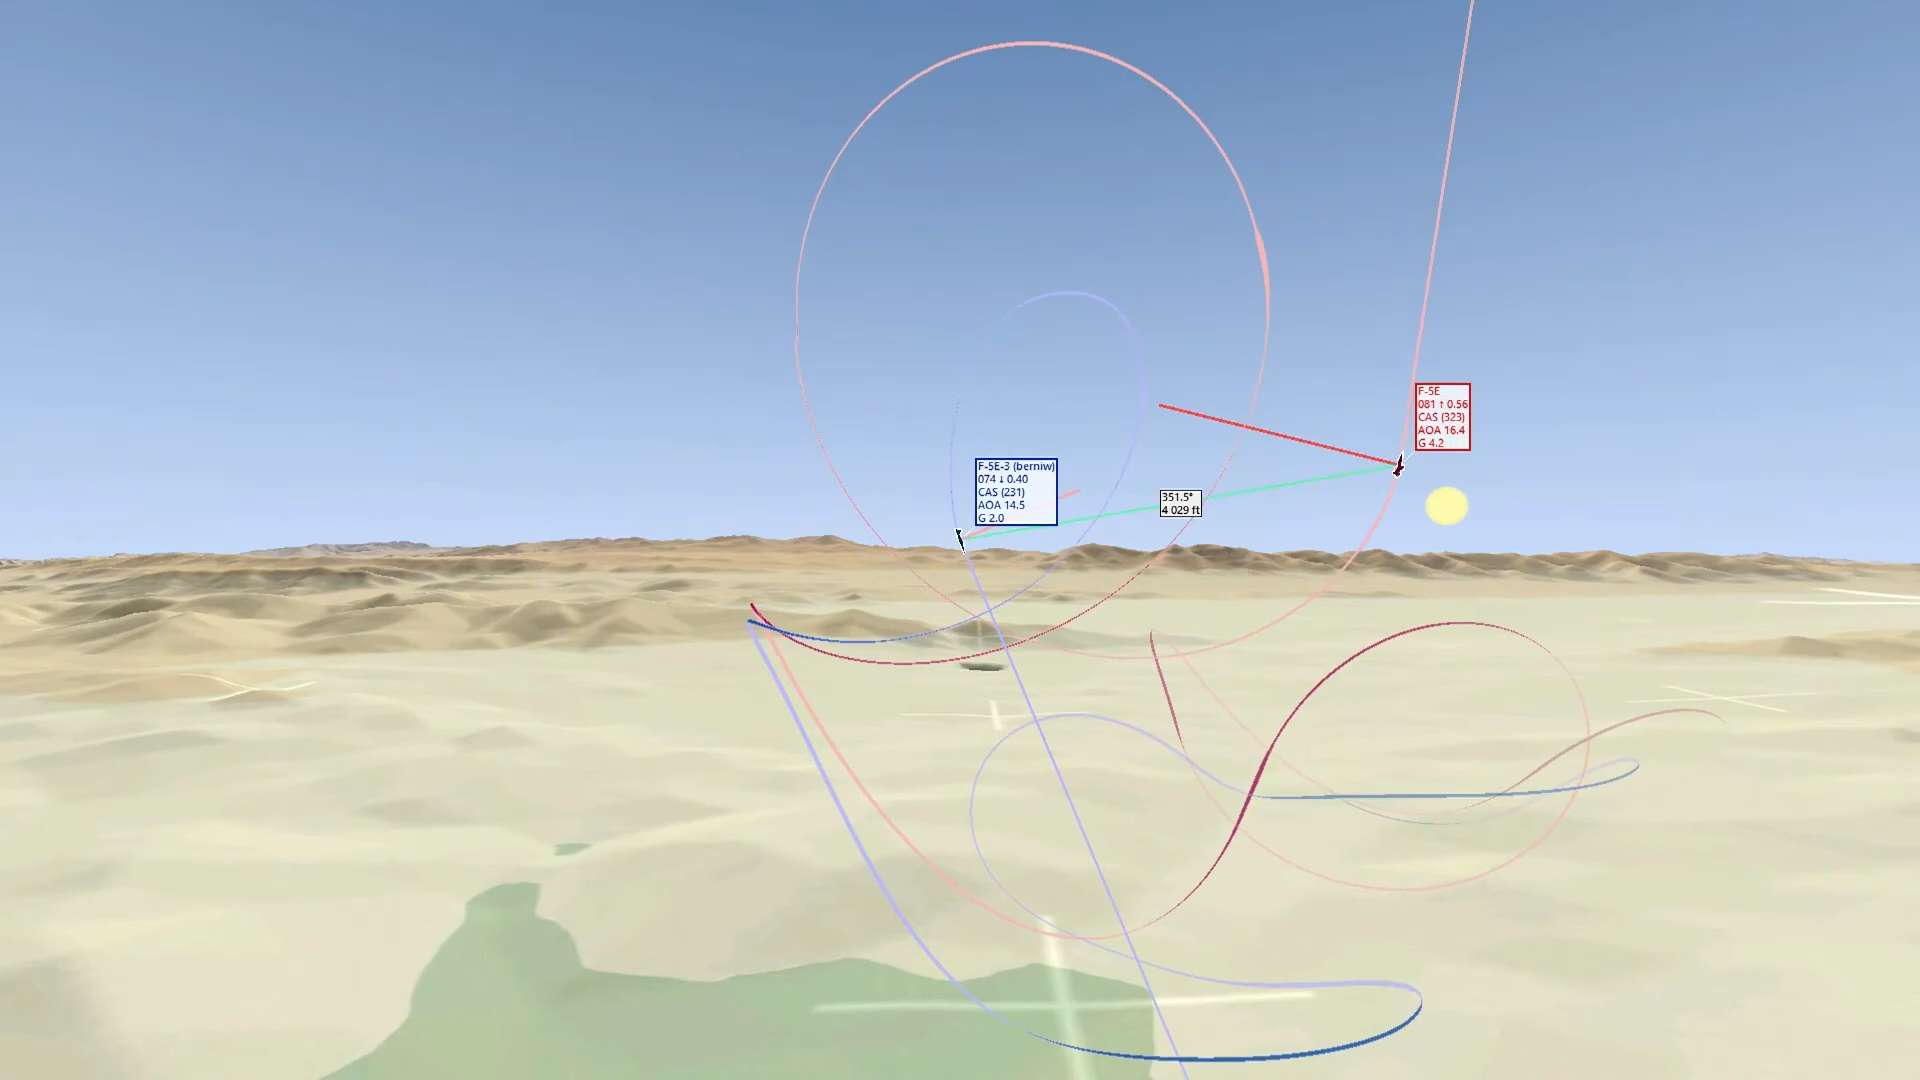 F-5E
081 ↑ 0.56
CAS (323)
AOA 16.4
G 4.2
F-5E-3 (berniw)
074 ↓ 0.40
CAS (231)
AOA 14.5
G 2.0
351.5°
4 029 ft